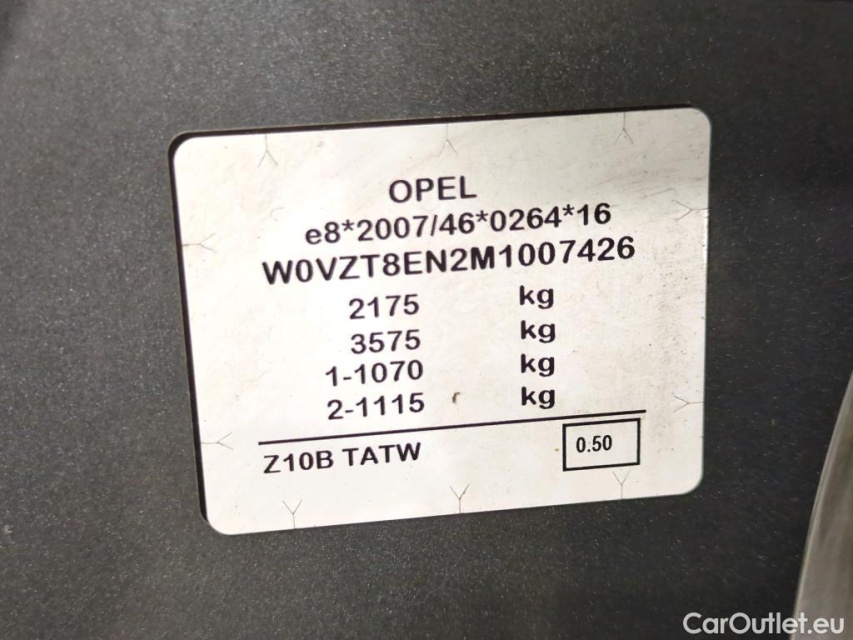 OPEL
e8*2007/46*0264*16
W0VZT8EN2M1007426
2175 kg
3575 kg
1-1070 kg
2-1115 kg
Z10B TATW 0.50
CarOutlet.eu